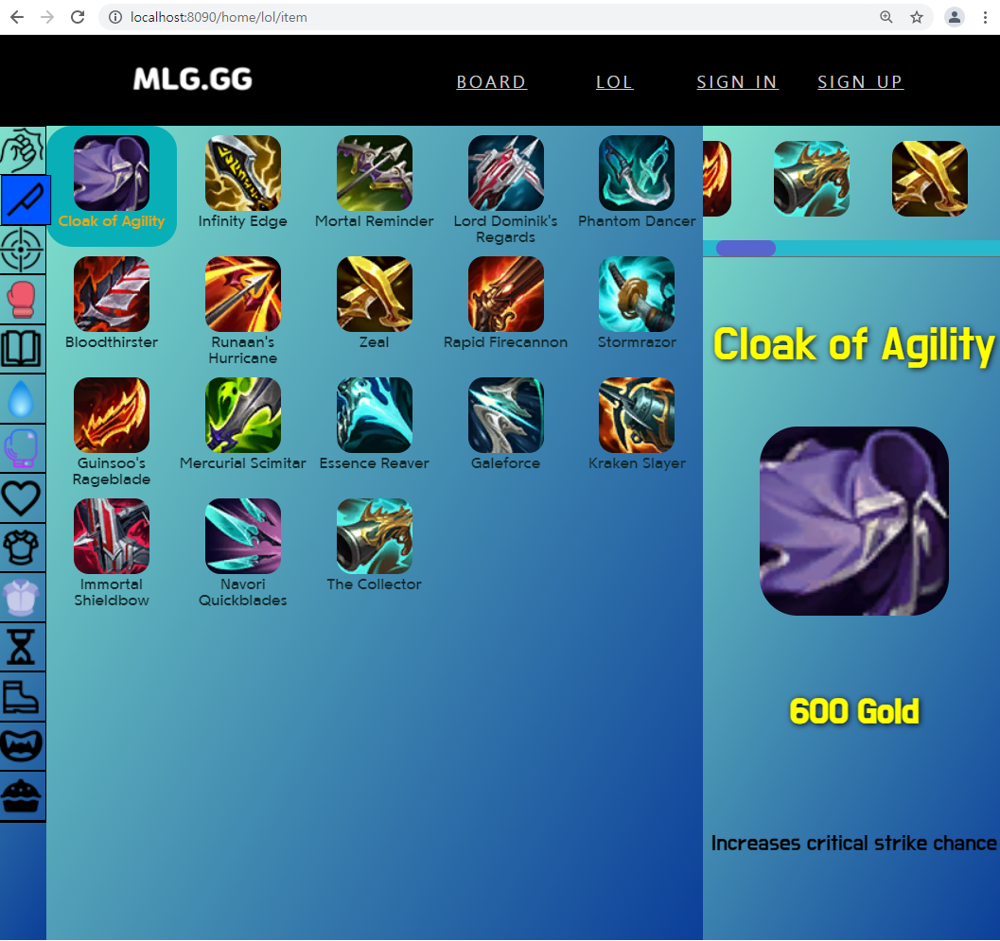 localhost:8090/home/lol/item
MLG.GG
BOARD
LOL
SIGN IN
SIGN UP
Cloak of Agility
Infinity Edge
Mortal Reminder
Lord Dominik's
Regards
Phantom Dancer
Bloodthirster
Runaan's
Hurricane
Zeal
Rapid Firecannon
Stormrazor
Guinsoo's
Rageblade
Mercurial Scimitar
Essence Reaver
Galeforce
Kraken Slayer
Immortal
Shieldbow
Navori
Quickblades
The Collector
Cloak of Agility
600 Gold
Increases critical strike chance